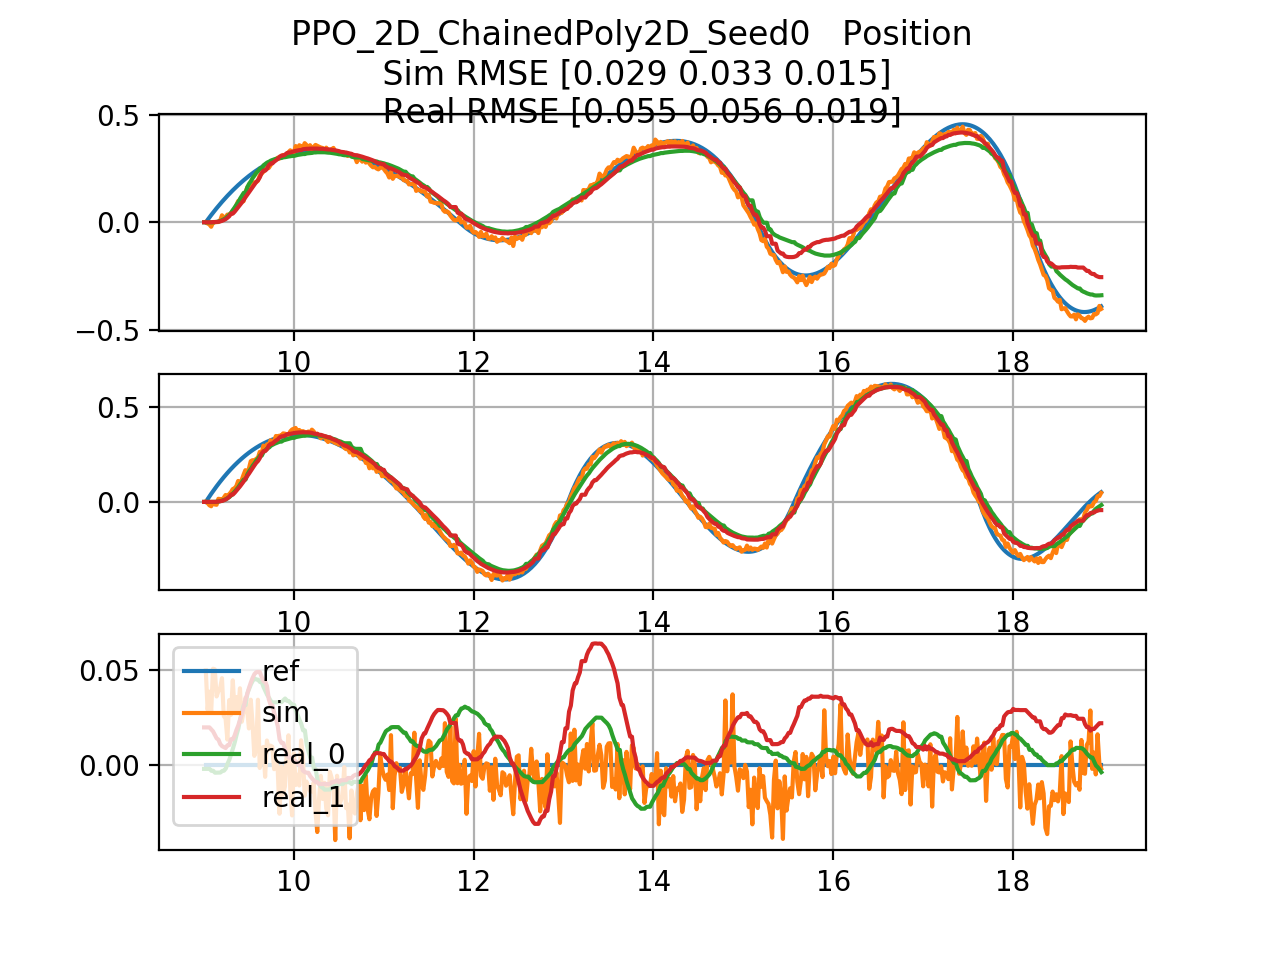 PPO_2D_ChainedPoly2D_Seed0   Position
Sim RMSE [0.029 0.033 0.015]
Real RMSE [0.055 0.056 0.019]
0.5
0.0
−0.5
10 12 14 16 18
0.5
0.0
10 12 14 16 18
0.05
0.00
ref
sim
real_0
real_1
10 12 14 16 18